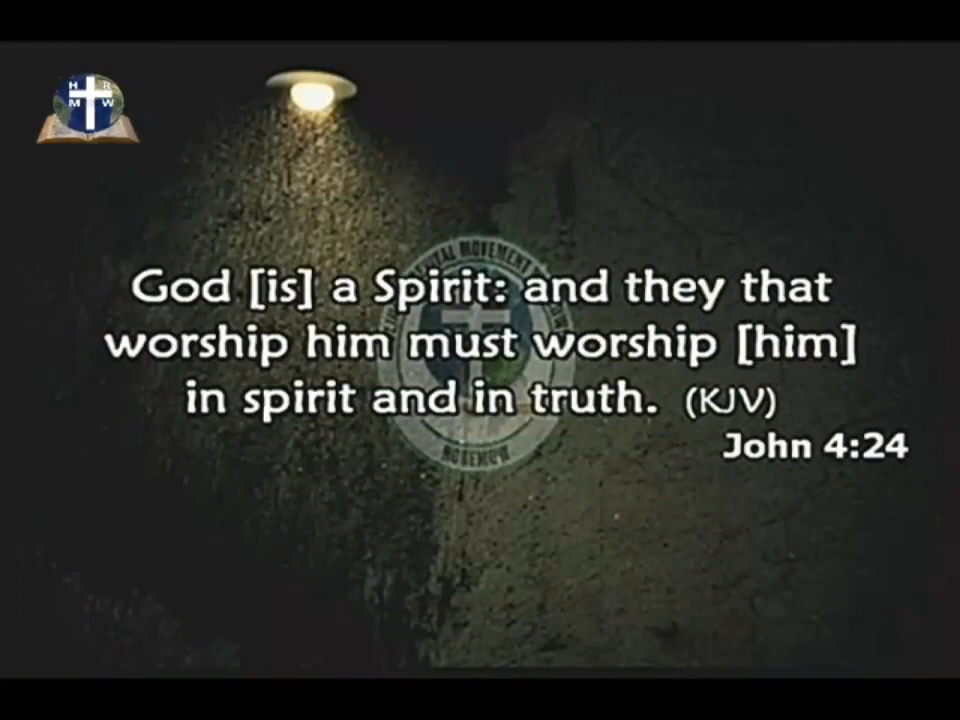 H R
M W
God [is] a Spirit: and they that
worship him must worship [him]
in spirit and in truth. (KJV)
John 4:24
MOVEMENT